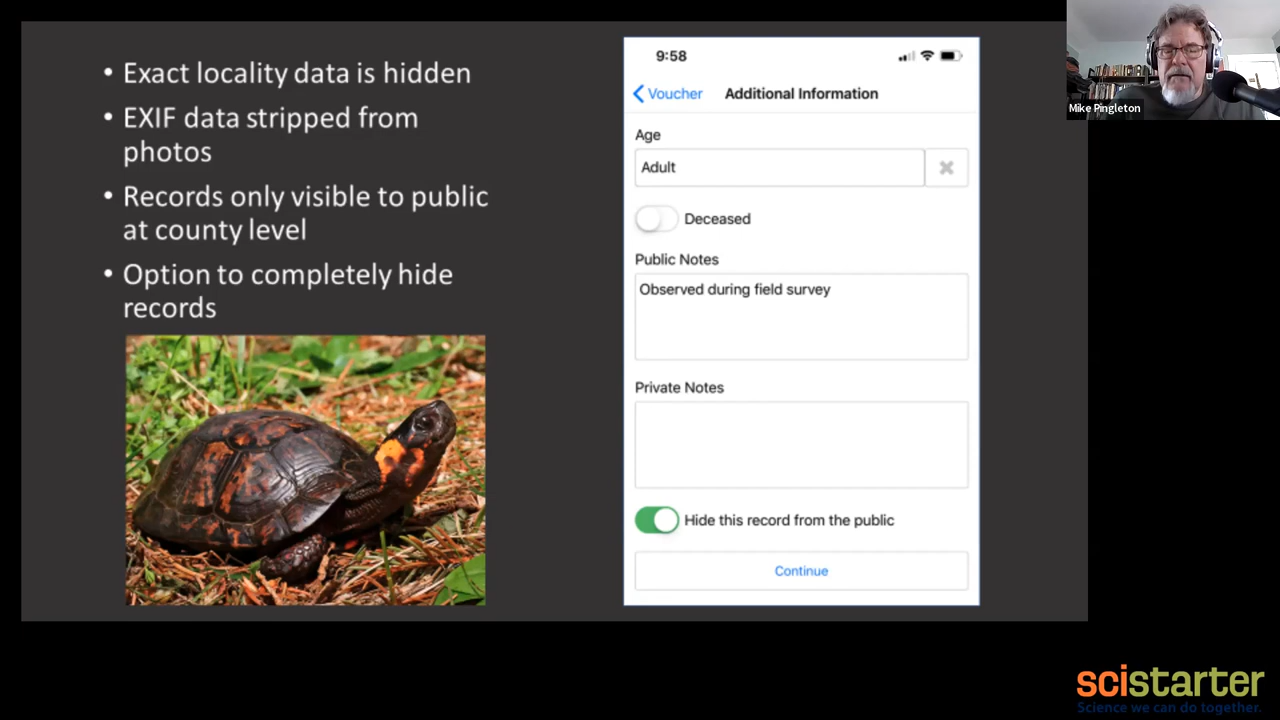 • Exact locality data is hidden
• EXIF data stripped from
photos
• Records only visible to public
at county level
• Option to completely hide
records
9:58
Voucher
Additional Information
Age
Adult
Deceased
Public Notes
Observed during field survey
Private Notes
Hide this record from the public
Continue
Mike Pingleton
scistarter
Science we can do together.